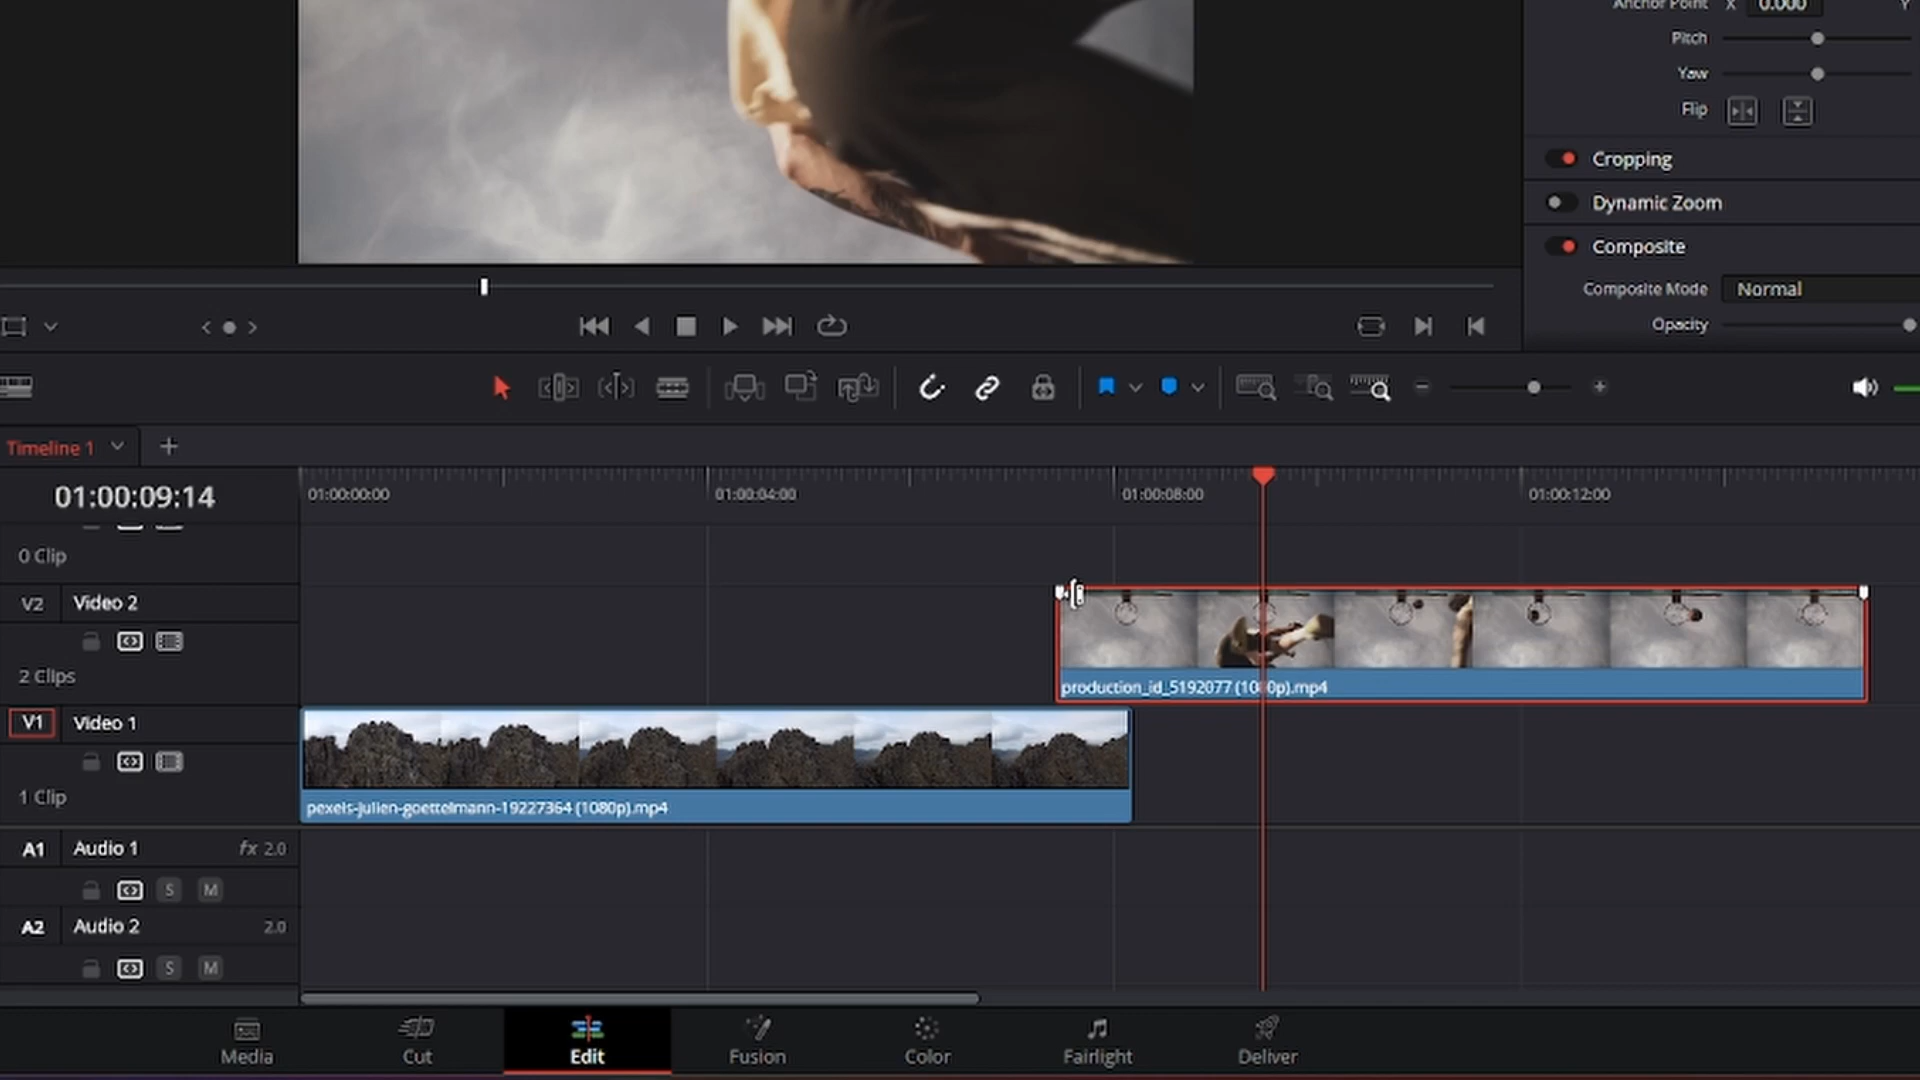 Anchor Point X 0.000 Y
Pitch
Yaw
Flip
Cropping
Dynamic Zoom
Composite
Composite Mode Normal
Opacity
Timeline 1
01:00:09:14
01:00:00:00 01:00:04:00 01:00:08:00 01:00:12:00
0 Clip
V2 Video 2
2 Clips
production_id_5192077 (1080p).mp4
V1 Video 1
1 Clip
pexels-julien-goettelmann-19227364 (1080p).mp4
A1 Audio 1 fx 2.0
S M
A2 Audio 2 2.0
S M
Media Cut Edit Fusion Color Fairlight Deliver